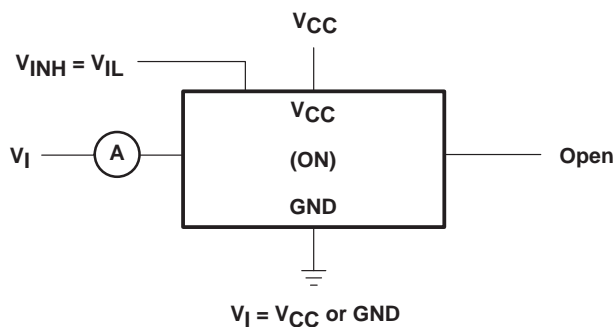 VCC
VINH = VIL
VCC
VI
A
(ON)
Open
GND
VI = VCC or GND